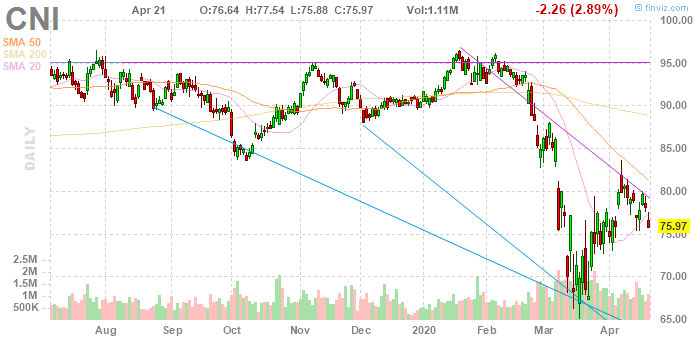 CNI Apr 21 O:76.64 H:77.54 L:75.88 C:75.97 Vol:1.11M -2.26 (2.89%) © finviz.com
SMA 50
SMA 200
SMA 20
DAILY
100.00
95.00
90.00
85.00
80.00
75.97
75.00
70.00
65.00
2.5M
2M
1.5M
1M
500K
Aug Sep Oct Nov Dec 2020 Feb Mar Apr